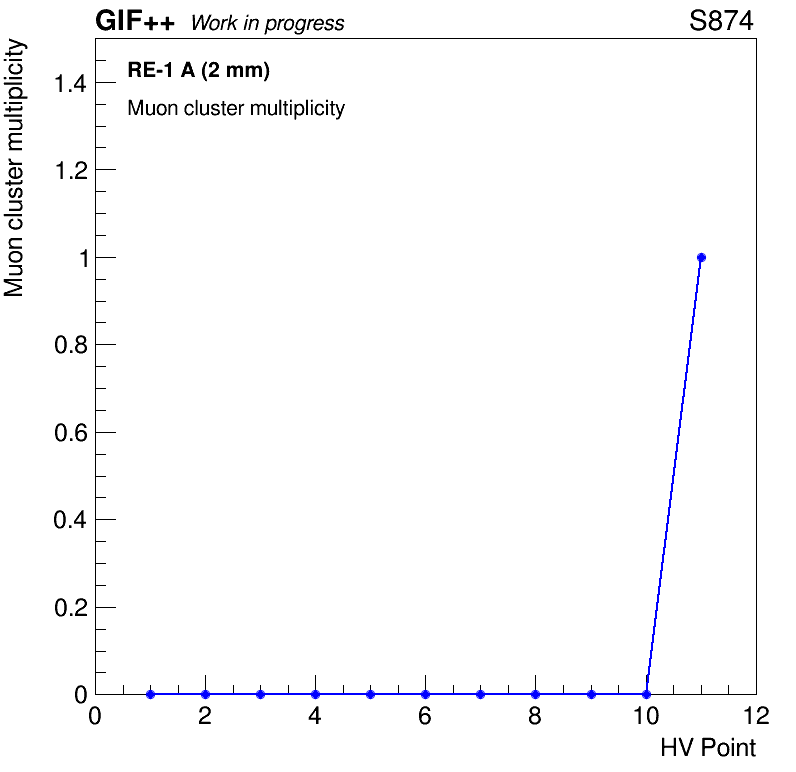 GIF++ Work in progress S874
RE-1 A (2 mm)
Muon cluster multiplicity
Muon cluster multiplicity
1.4
1.2
1
0.8
0.6
0.4
0.2
0
0 2 4 6 8 10 12
HV Point